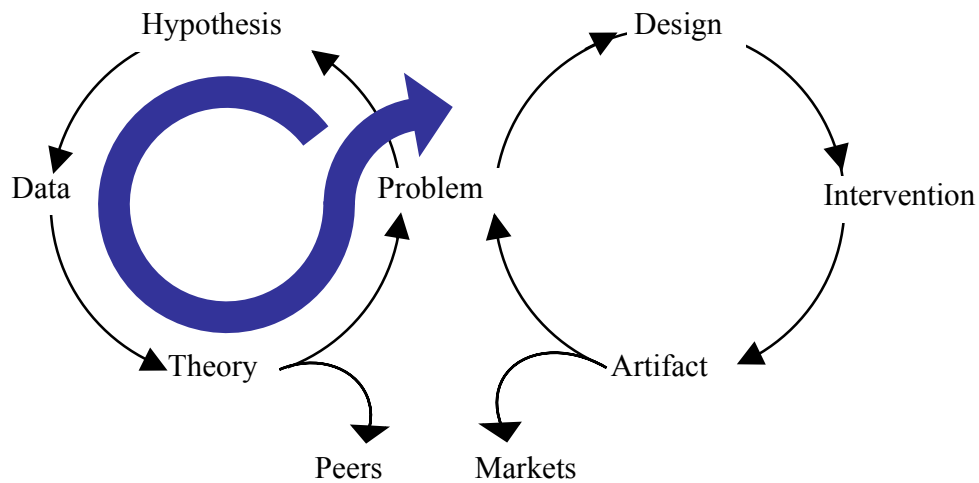 Hypothesis
Design
Data
Problem
Intervention
Theory
Artifact
Peers
Markets